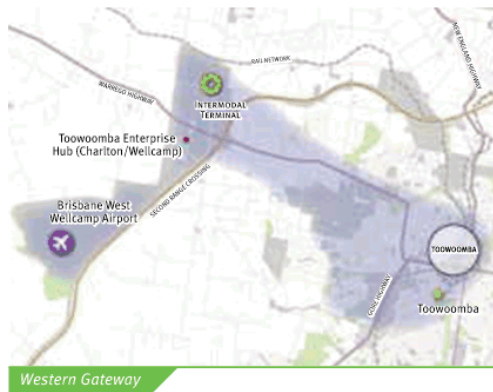 RAIL NETWORK
NEW ENGLAND HIGHWAY
WARREGO HIGHWAY
INTERMODAL
TERMINAL
Toowoomba Enterprise
Hub (Charlton/Wellcamp)
SECOND RANGE CROSSING
Brisbane West
Wellcamp Airport
TOOWOOMBA
GORE HIGHWAY
Toowoomba
Western Gateway